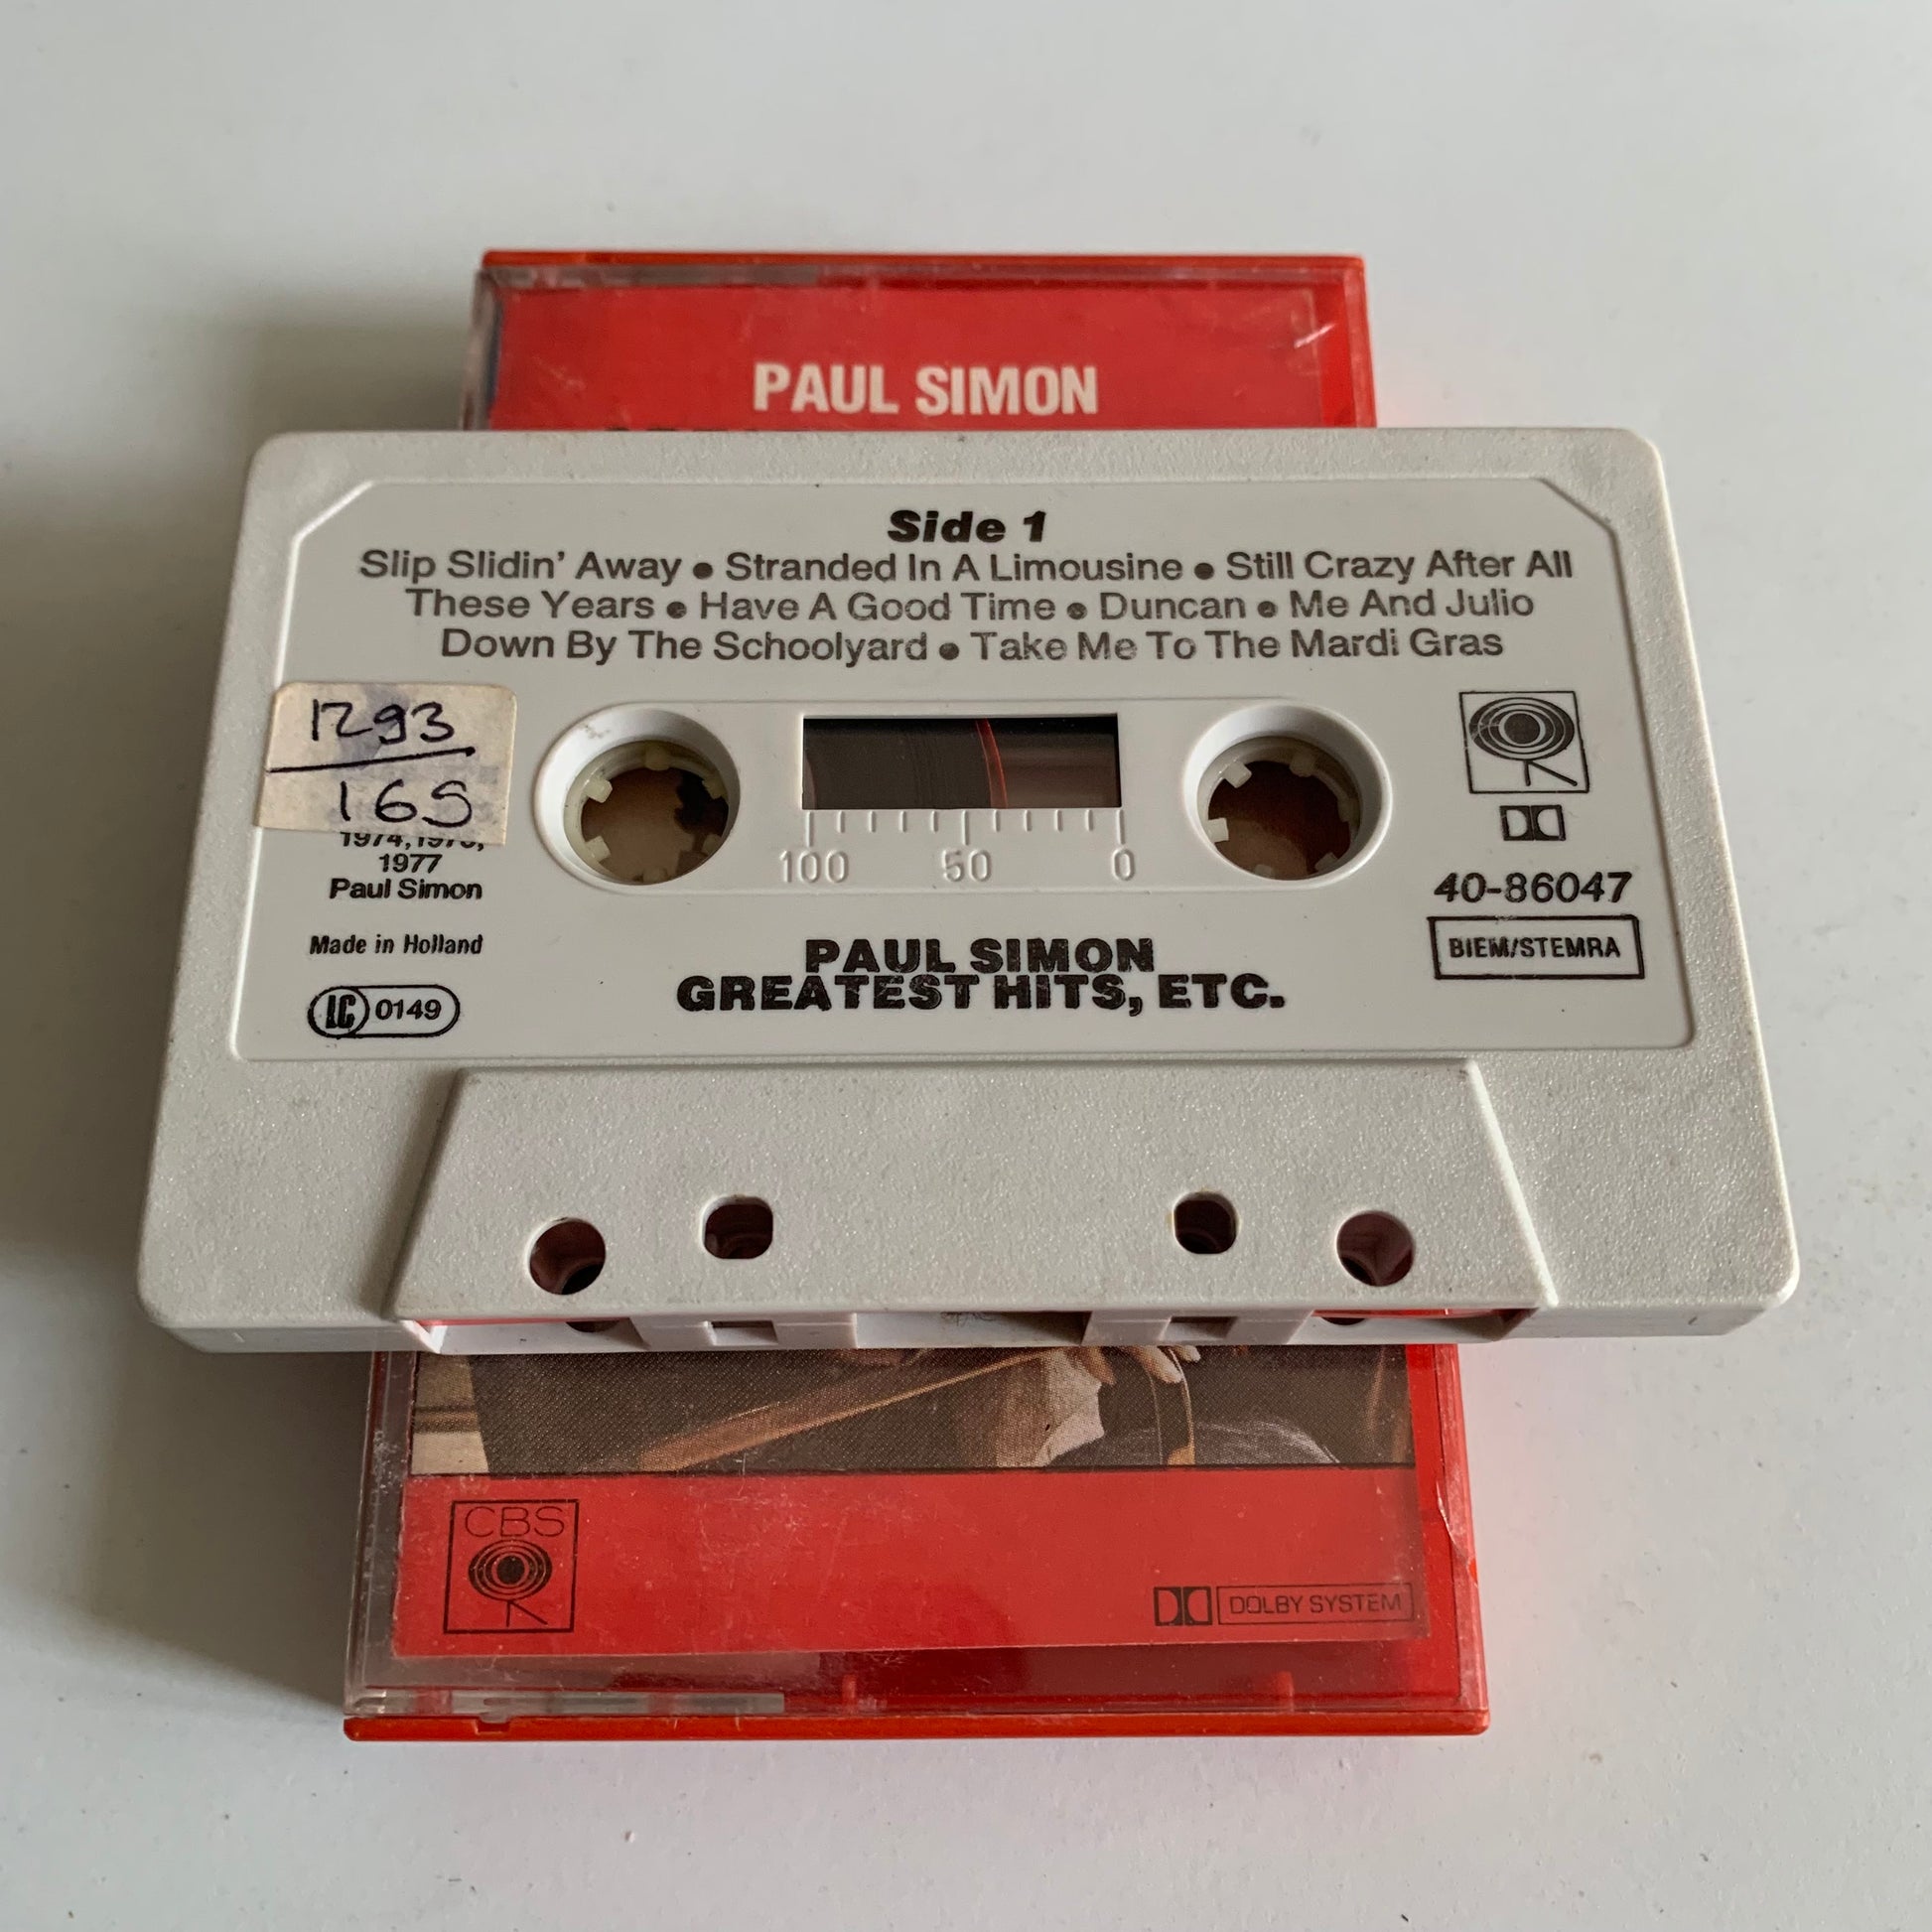 PAUL SIMON
Side 1
Slip Slidin' Away • Stranded In A Limousine • Still Crazy After All
These Years • Have A Good Time • Duncan • Me And Julio
Down By The Schoolyard • Take Me To The Mardi Gras
1293
165
1977
Paul Simon
Made in Holland
LC 0149
100 50 0
PAUL SIMON
GREATEST HITS, ETC.
40-86047
BIEM/STEMRA
CBS
DOLBY SYSTEM